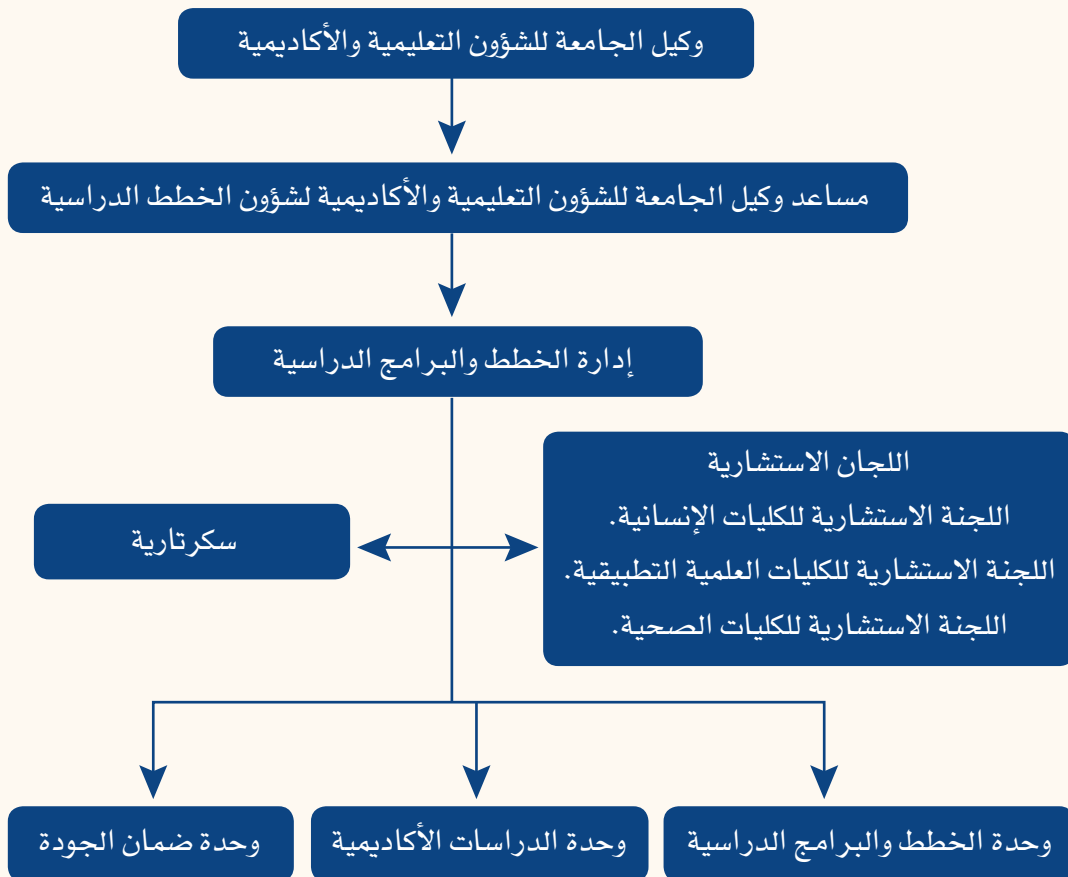 وكيل الجامعة للشؤون التعليمية والأكاديمية
مساعد وكيل الجامعة للشؤون التعليمية والأكاديمية لشؤون الخطط الدراسية
إدارة الخطط والبرامج الدراسية
اللجان الاستشارية
اللجنة الاستشارية للكليات الإنسانية.
اللجنة الاستشارية للكليات العلمية التطبيقية.
اللجنة الاستشارية للكليات الصحية.
سكرتارية
وحدة الخطط والبرامج الدراسية
وحدة الدراسات الأكاديمية
وحدة ضمان الجودة